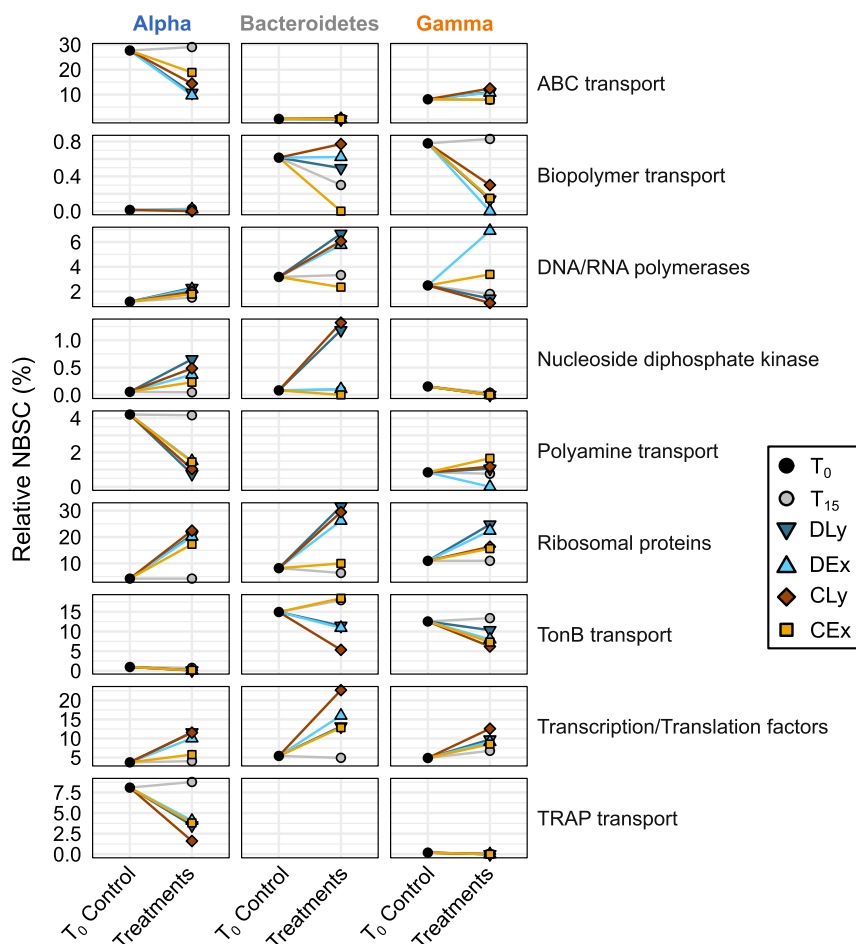 Alpha Bacteroidetes Gamma
30
20
10
ABC transport
0.8
0.4
0.0
Biopolymer transport
6
4
2
DNA/RNA polymerases
1.0
0.5
0.0
Nucleoside diphosphate kinase
4
2
0
Polyamine transport
30
20
10
Ribosomal proteins
15
10
5
0
TonB transport
20
15
10
5
Transcription/Translation factors
7.5
5.0
2.5
0.0
TRAP transport
Relative NBSC (%)
T0 Control Treatments T0 Control Treatments T0 Control Treatments
T0
T15
DLy
DEx
CLy
CEx